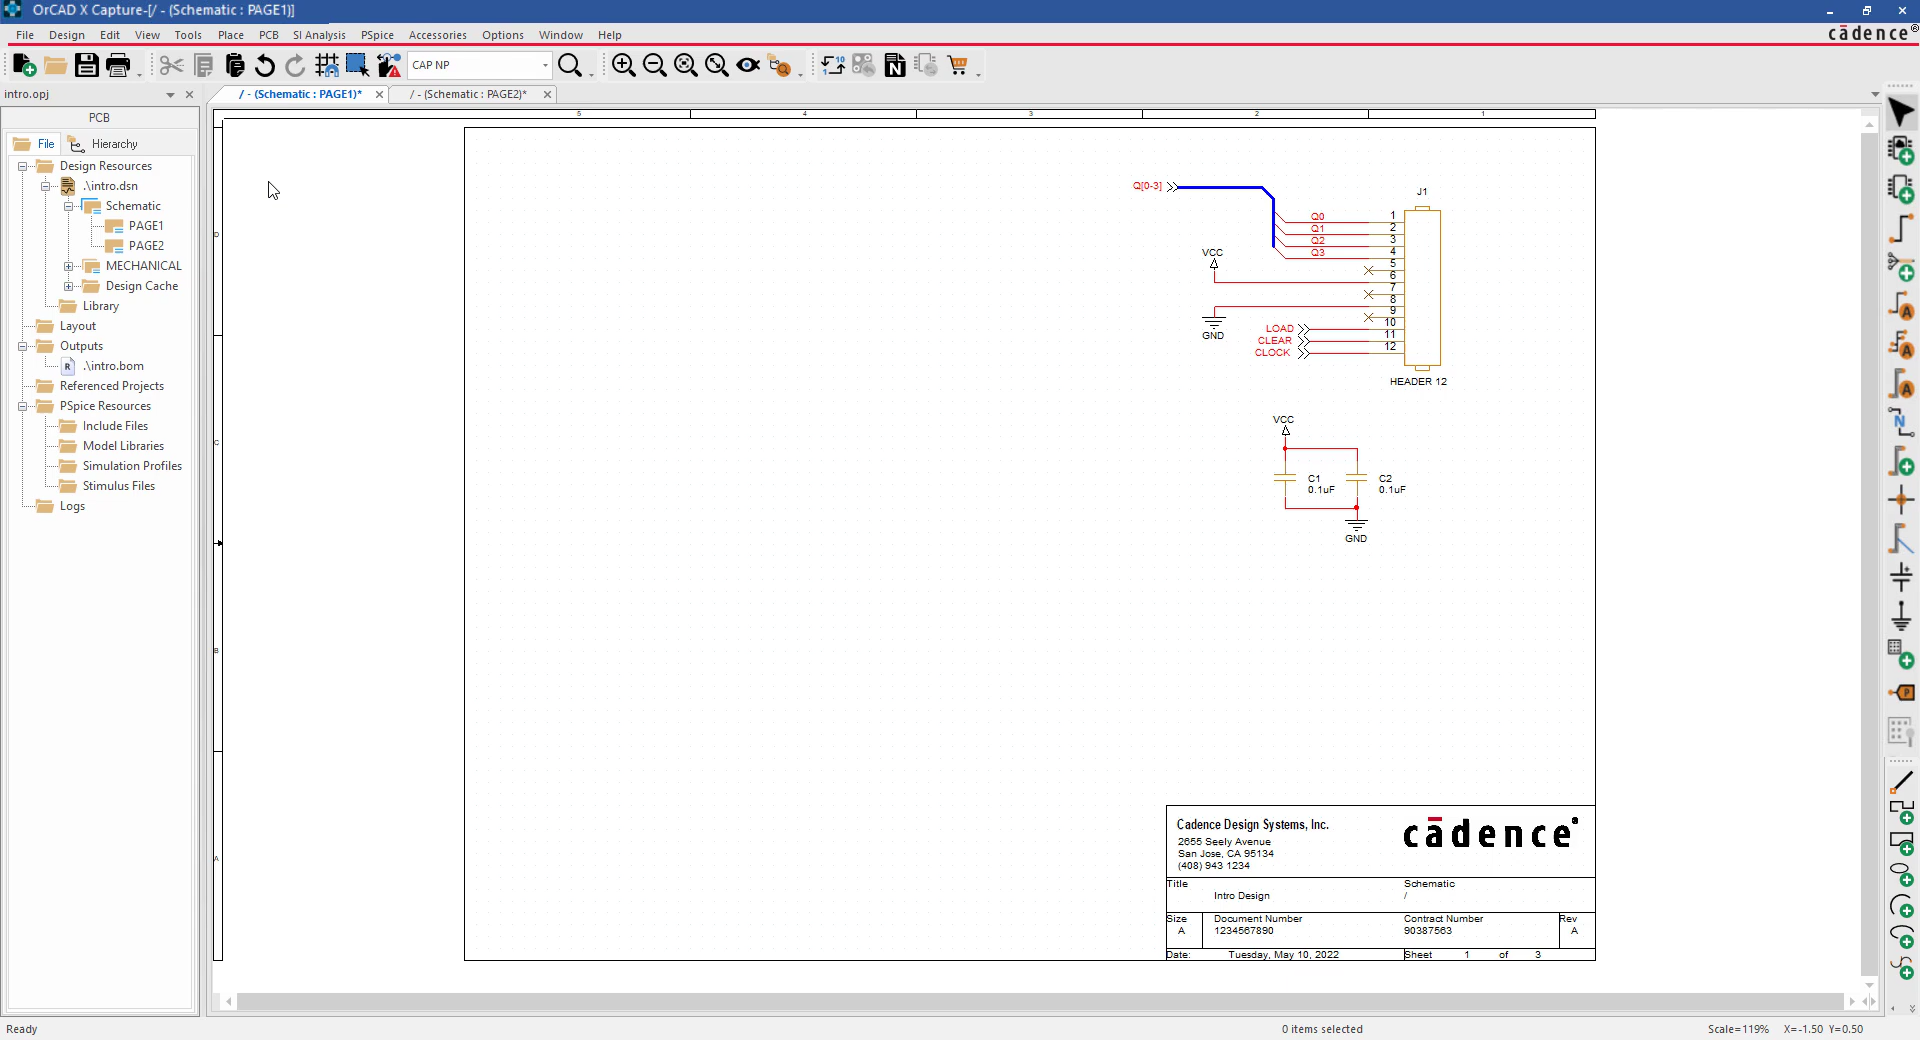 OrCAD X Capture-[/ - (Schematic : PAGE1)]
File Design Edit View Tools Place PCB SI Analysis PSpice Accessories Options Window Help
cādence®
CAP NP
intro.opj
/ - (Schematic : PAGE1)*
/ - (Schematic : PAGE2)*
PCB
File
Hierarchy
Design Resources
.\intro.dsn
Schematic
PAGE1
PAGE2
MECHANICAL
Design Cache
Library
Layout
Outputs
.\intro.bom
Referenced Projects
PSpice Resources
Include Files
Model Libraries
Simulation Profiles
Stimulus Files
Logs
5 4 3 2 1
D
C
B
A
Q[0-3]
J1
Q0 1
Q1 2
Q2 3
Q3 4
VCC
5
6
7
8
9
10
11
12
GND
LOAD
CLEAR
CLOCK
HEADER 12
VCC
C1
0.1uF
C2
0.1uF
GND
Cadence Design Systems, Inc.
2655 Seely Avenue
San Jose, CA 95134
(408) 943 1234
cādence®
Title
Intro Design
Schematic
/
Size
A
Document Number
1234567890
Contract Number
90387563
Rev
A
Date: Tuesday, May 10, 2022
Sheet 1 of 3
Ready
0 items selected
Scale=119% X=-1.50 Y=0.50